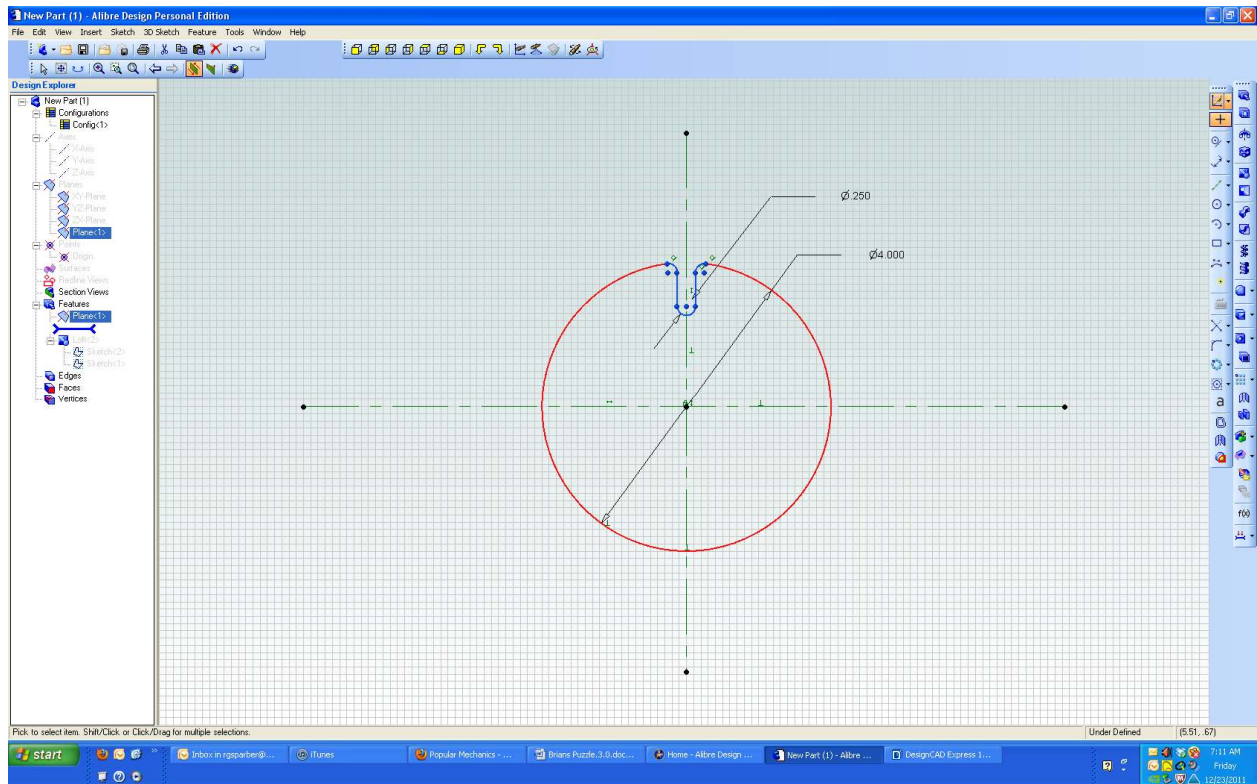 New Part (1) - Alibre Design Personal Edition
File Edit View Insert Sketch 3D Sketch Feature Tools Window Help
Design Explorer
New Part (1)
Configurations
Config<1>
Axes
X-Axis
Y-Axis
Z-Axis
Planes
XY-Plane
YZ-Plane
ZX-Plane
Plane<1>
Points
Origin
Surfaces
Redline Views
Section Views
Features
Plane<1>
Loft<2>
Sketch<2>
Sketch<1>
Edges
Faces
Vertices
Ø.250
Ø4.000
a
f(x)
Pick to select item. Shift/Click or Click/Drag for multiple selections.
Under Defined
(5.51, .67)
start
Inbox in rgsparber@...
iTunes
Popular Mechanics - ...
Brians Puzzle.3.0.doc...
Home - Alibre Design ...
New Part (1) - Alibre ...
DesignCAD Express 1...
7:11 AM
Friday
12/23/2011